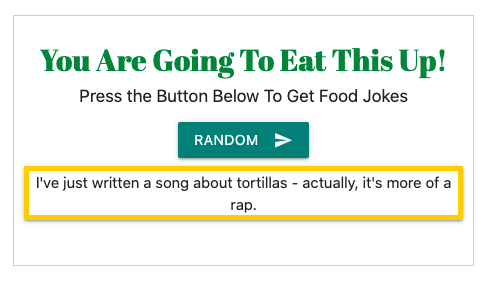 You Are Going To Eat This Up!
Press the Button Below To Get Food Jokes
RANDOM
I've just written a song about tortillas - actually, it's more of a
rap.